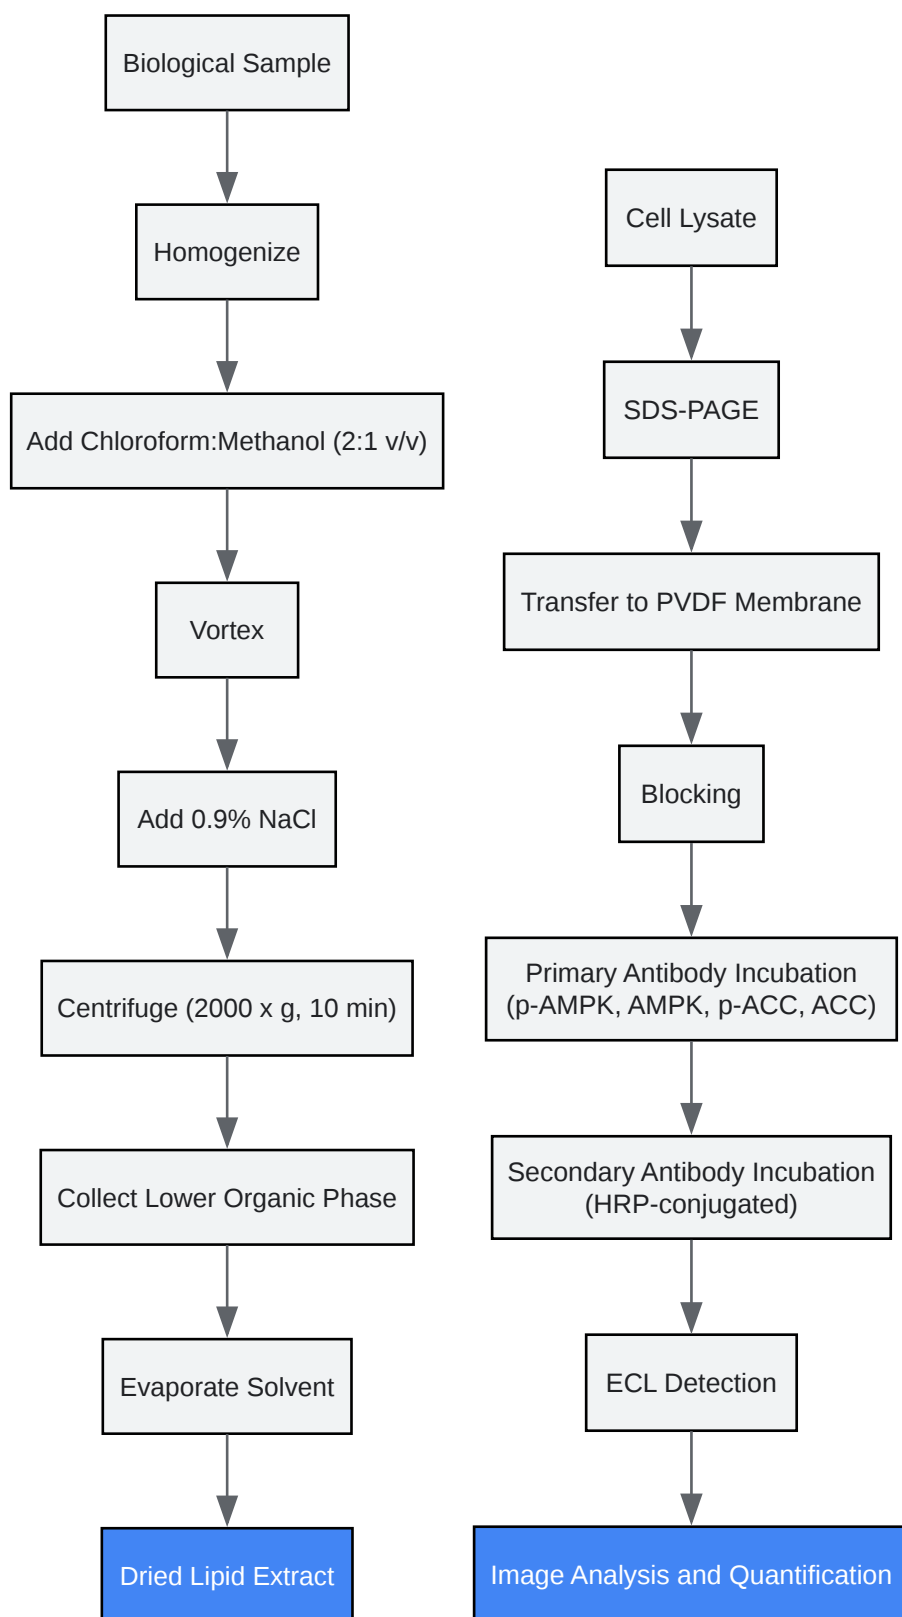 Biological Sample
Homogenize
Add Chloroform:Methanol (2:1 v/v)
Vortex
Add 0.9% NaCl
Centrifuge (2000 x g, 10 min)
Collect Lower Organic Phase
Evaporate Solvent
Dried Lipid Extract
Cell Lysate
SDS-PAGE
Transfer to PVDF Membrane
Blocking
Primary Antibody Incubation
(p-AMPK, AMPK, p-ACC, ACC)
Secondary Antibody Incubation
(HRP-conjugated)
ECL Detection
Image Analysis and Quantification